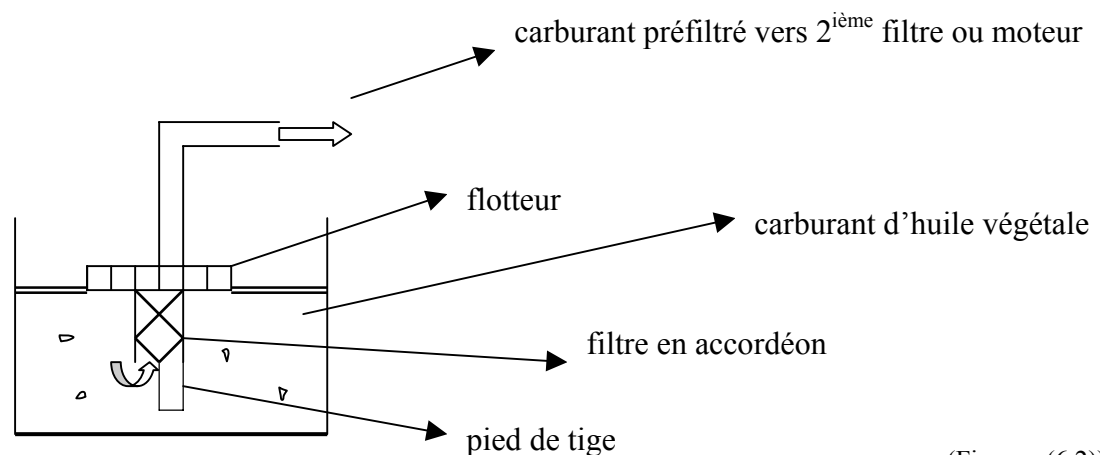 carburant préfiltré vers 2ième filtre ou moteur
flotteur
carburant d’huile végétale
filtre en accordéon
pied de tige